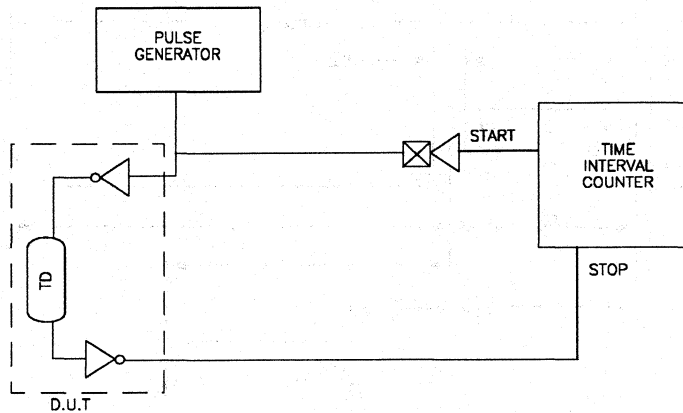 PULSE
GENERATOR
START
TIME
INTERVAL
COUNTER
STOP
TD
D.U.T